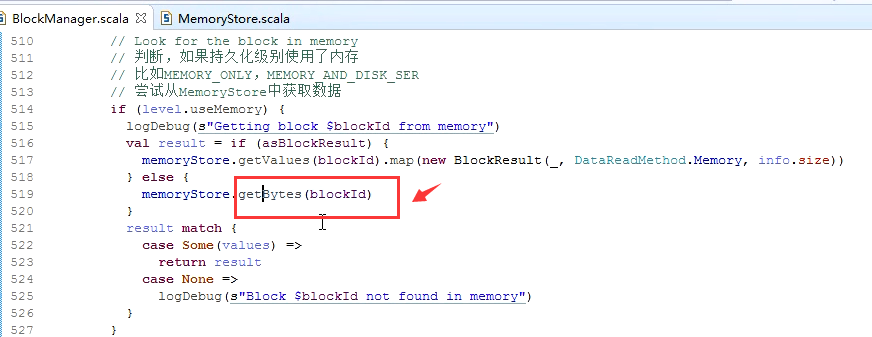 BlockManager.scala MemoryStore.scala
510 // Look for the block in memory
511 // 判断，如果持久化级别使用了内存
512 // 比如MEMORY_ONLY，MEMORY_AND_DISK_SER
513 // 尝试从MemoryStore中获取数据
514 if (level.useMemory) {
515 logDebug(s"Getting block $blockId from memory")
516 val result = if (asBlockResult) {
517 memoryStore.getValues(blockId).map(new BlockResult(_, DataReadMethod.Memory, info.size))
518 } else {
519 memoryStore.getBytes(blockId)
520 }
521 result match {
522 case Some(values) =>
523 return result
524 case None =>
525 logDebug(s"Block $blockId not found in memory")
526 }
527 }